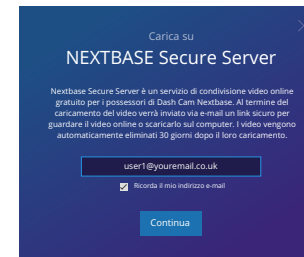 Carica su
NEXTBASE Secure Server
Nextbase Secure Server è un servizio di condivisione video online
gratuito per i possessori di Dash Cam Nextbase. Al termine del
caricamento del video verrà inviato via e-mail un link sicuro per
guardare il video online o scaricarlo sul computer. I video vengono
automaticamente eliminati 30 giorni dopo il loro caricamento.
user1@youremail.co.uk
Ricorda il mio indirizzo e-mail
Continua